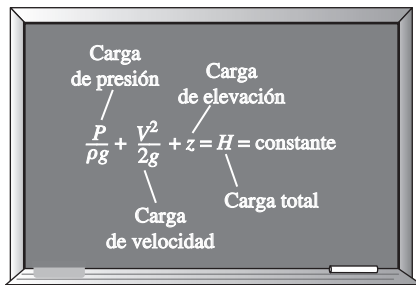 Carga
de presión
Carga
de elevación
P/ρg + V²/2g + z = H = constante
Carga total
Carga
de velocidad